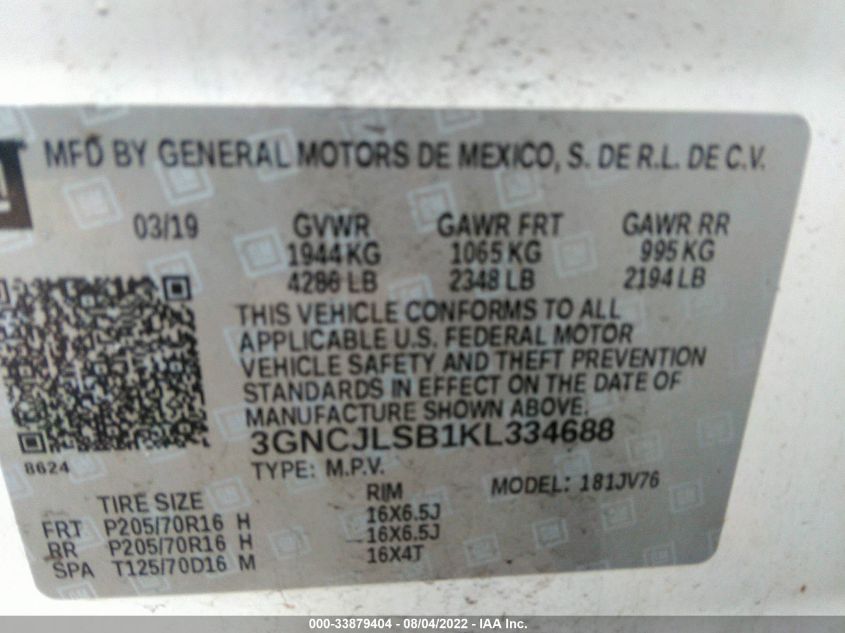 MFD BY GENERAL MOTORS DE MEXICO, S. DE R.L. DE C.V.
03/19 GVWR GAWR FRT GAWR RR
1944 KG 1065 KG 995 KG
4286 LB 2348 LB 2194 LB
THIS VEHICLE CONFORMS TO ALL
APPLICABLE U.S. FEDERAL MOTOR
VEHICLE SAFETY AND THEFT PREVENTION
STANDARDS IN EFFECT ON THE DATE OF
MANUFACTURE SHOWN ABOVE.
3GNCJLSB1KL334688
8624
TYPE: M.P.V. MODEL: 181JV76
TIRE SIZE RIM
FRT P205/70R16 H 16X6.5J
RR P205/70R16 H 16X6.5J
SPA T125/70D16 M 16X4T
000-33879404 - 08/04/2022 - IAA Inc.